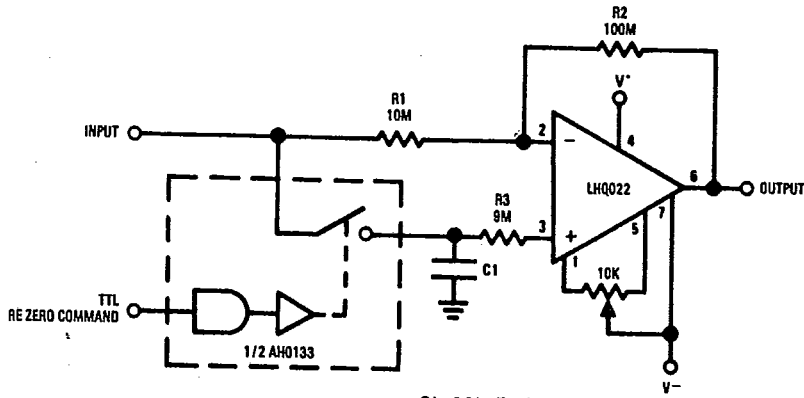 R2
100M
V+
R1
10M
INPUT
2
−
4
LH0022
6
OUTPUT
R3
9M
3
+
5
7
1
10K
C1
TTL
RE ZERO COMMAND
1/2 AH0133
V−